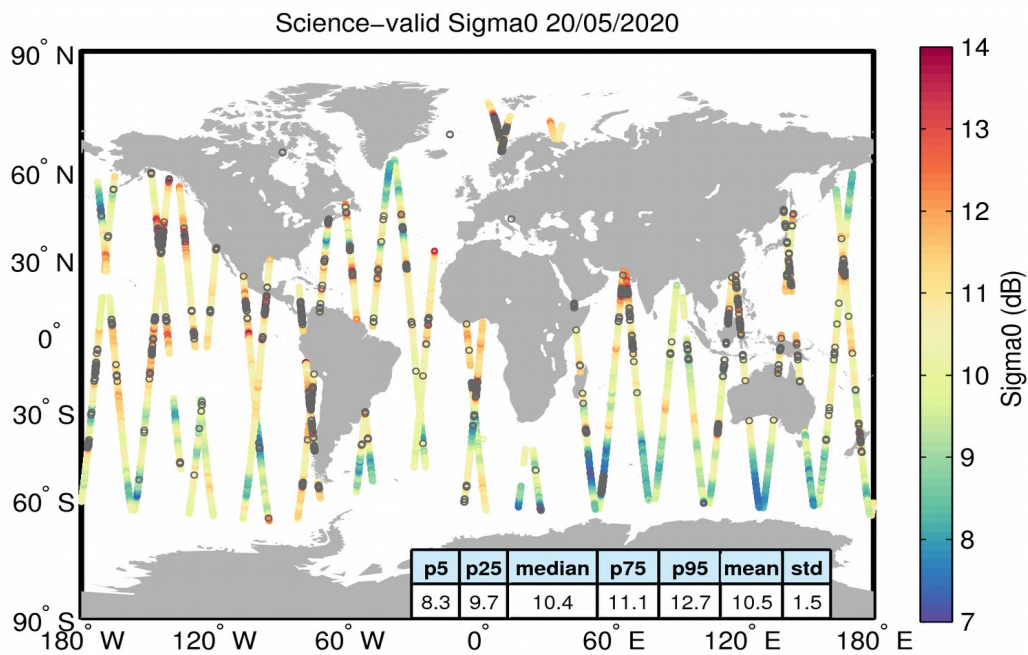 Science−valid Sigma0 20/05/2020
90° N
60° N
30° N
0°
30° S
60° S
90° S
180° W
120° W
60° W
0°
60° E
120° E
180° E
p5 p25 median p75 p95 mean std
8.3 9.7 10.4 11.1 12.7 10.5 1.5
14
13
12
11
10
9
8
7
Sigma0 (dB)